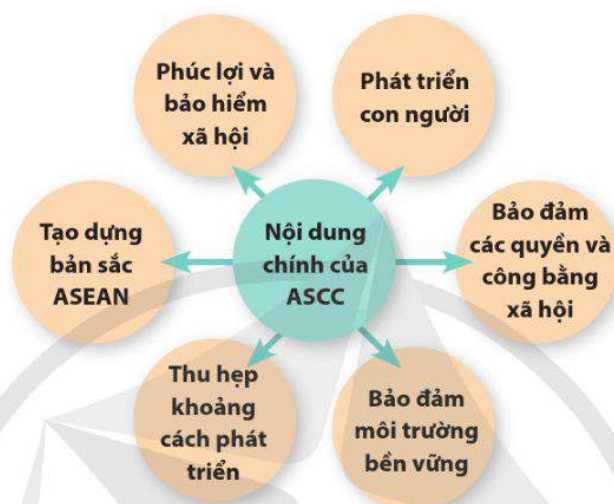 Phúc lợi và
bảo hiểm
xã hội
Phát triển
con người
Tạo dựng
bản sắc
ASEAN
Nội dung
chính của
ASCC
Bảo đảm
các quyền và
công bằng
xã hội
Thu hẹp
khoảng
cách phát
triển
Bảo đảm
môi trường
bền vững